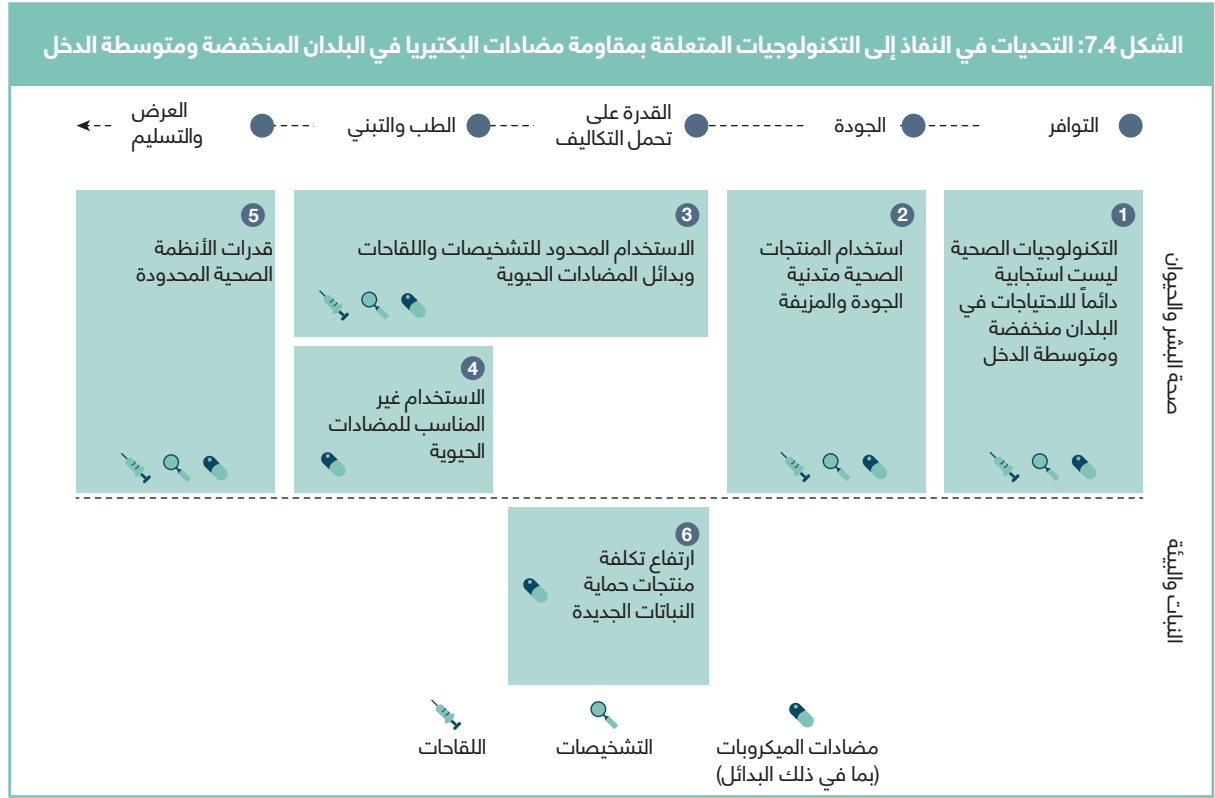 الشكل 7.4: التحديات في النفاذ إلى التكنولوجيات المتعلقة بمقاومة مضادات البكتيريا في البلدان المنخفضة ومتوسطة الدخل
التوافر
الجودة
القدرة على
تحمل التكاليف
الطب والتبني
العرض
والتسليم
صحة البشر والحيوان
1
التكنولوجيات الصحية
ليست استجابية
دائماً للاحتياجات في
البلدان منخفضة
ومتوسطة الدخل
2
استخدام المنتجات
الصحية متدنية
الجودة والمزيفة
3
الاستخدام المحدود للتشخيصات واللقاحات
وبدائل المضادات الحيوية
4
الاستخدام غير
المناسب للمضادات
الحيوية
5
قدرات الأنظمة
الصحية المحدودة
النبات والبيئة
6
ارتفاع تكلفة
منتجات حماية
النباتات الجديدة
مضادات الميكروبات
(بما في ذلك البدائل)
التشخيصات
اللقاحات